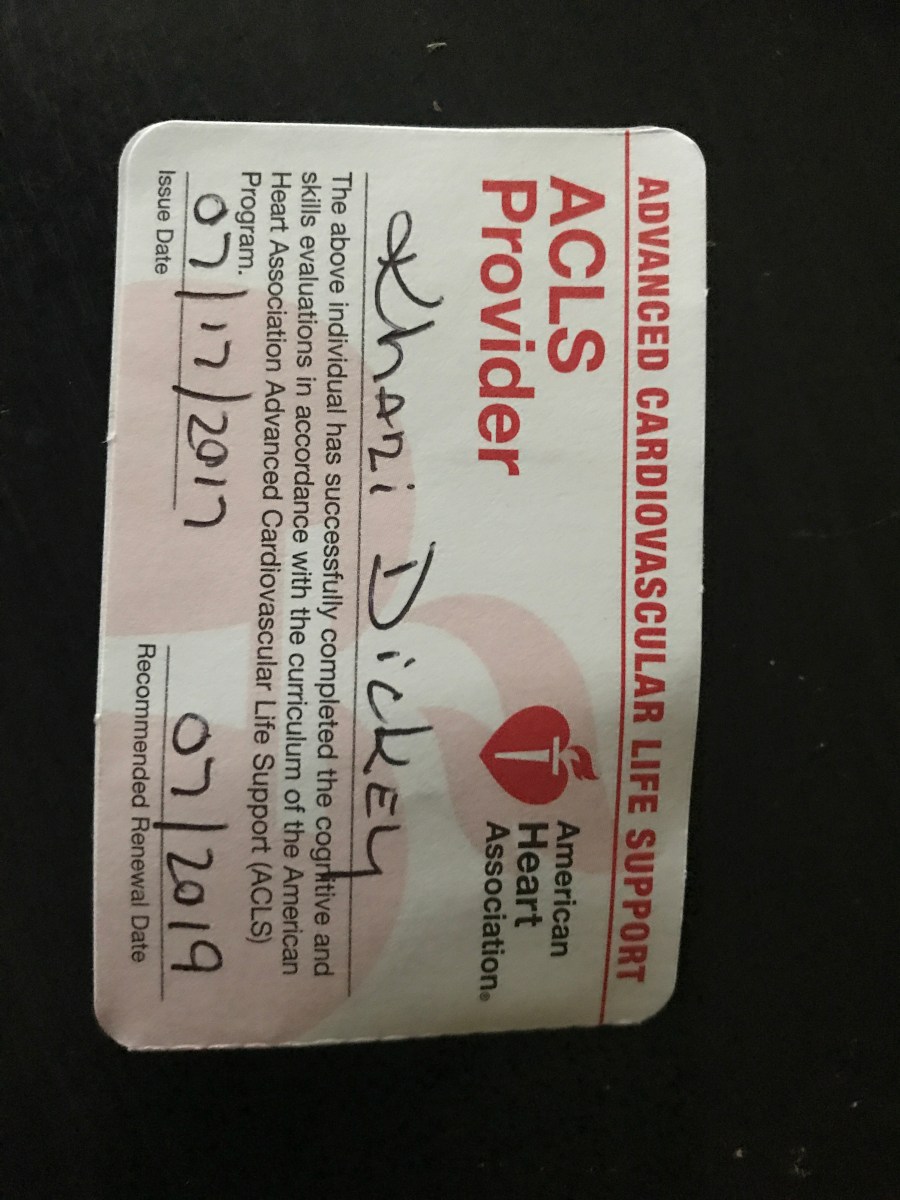 ADVANCED CARDIOVASCULAR LIFE SUPPORT
ACLS
Provider
American
Heart
Association®
Khari Dickey
The above individual has successfully completed the cognitive and
skills evaluations in accordance with the curriculum of the American
Heart Association Advanced Cardiovascular Life Support (ACLS)
Program.
07/17/2017
07/2019
Issue Date
Recommended Renewal Date